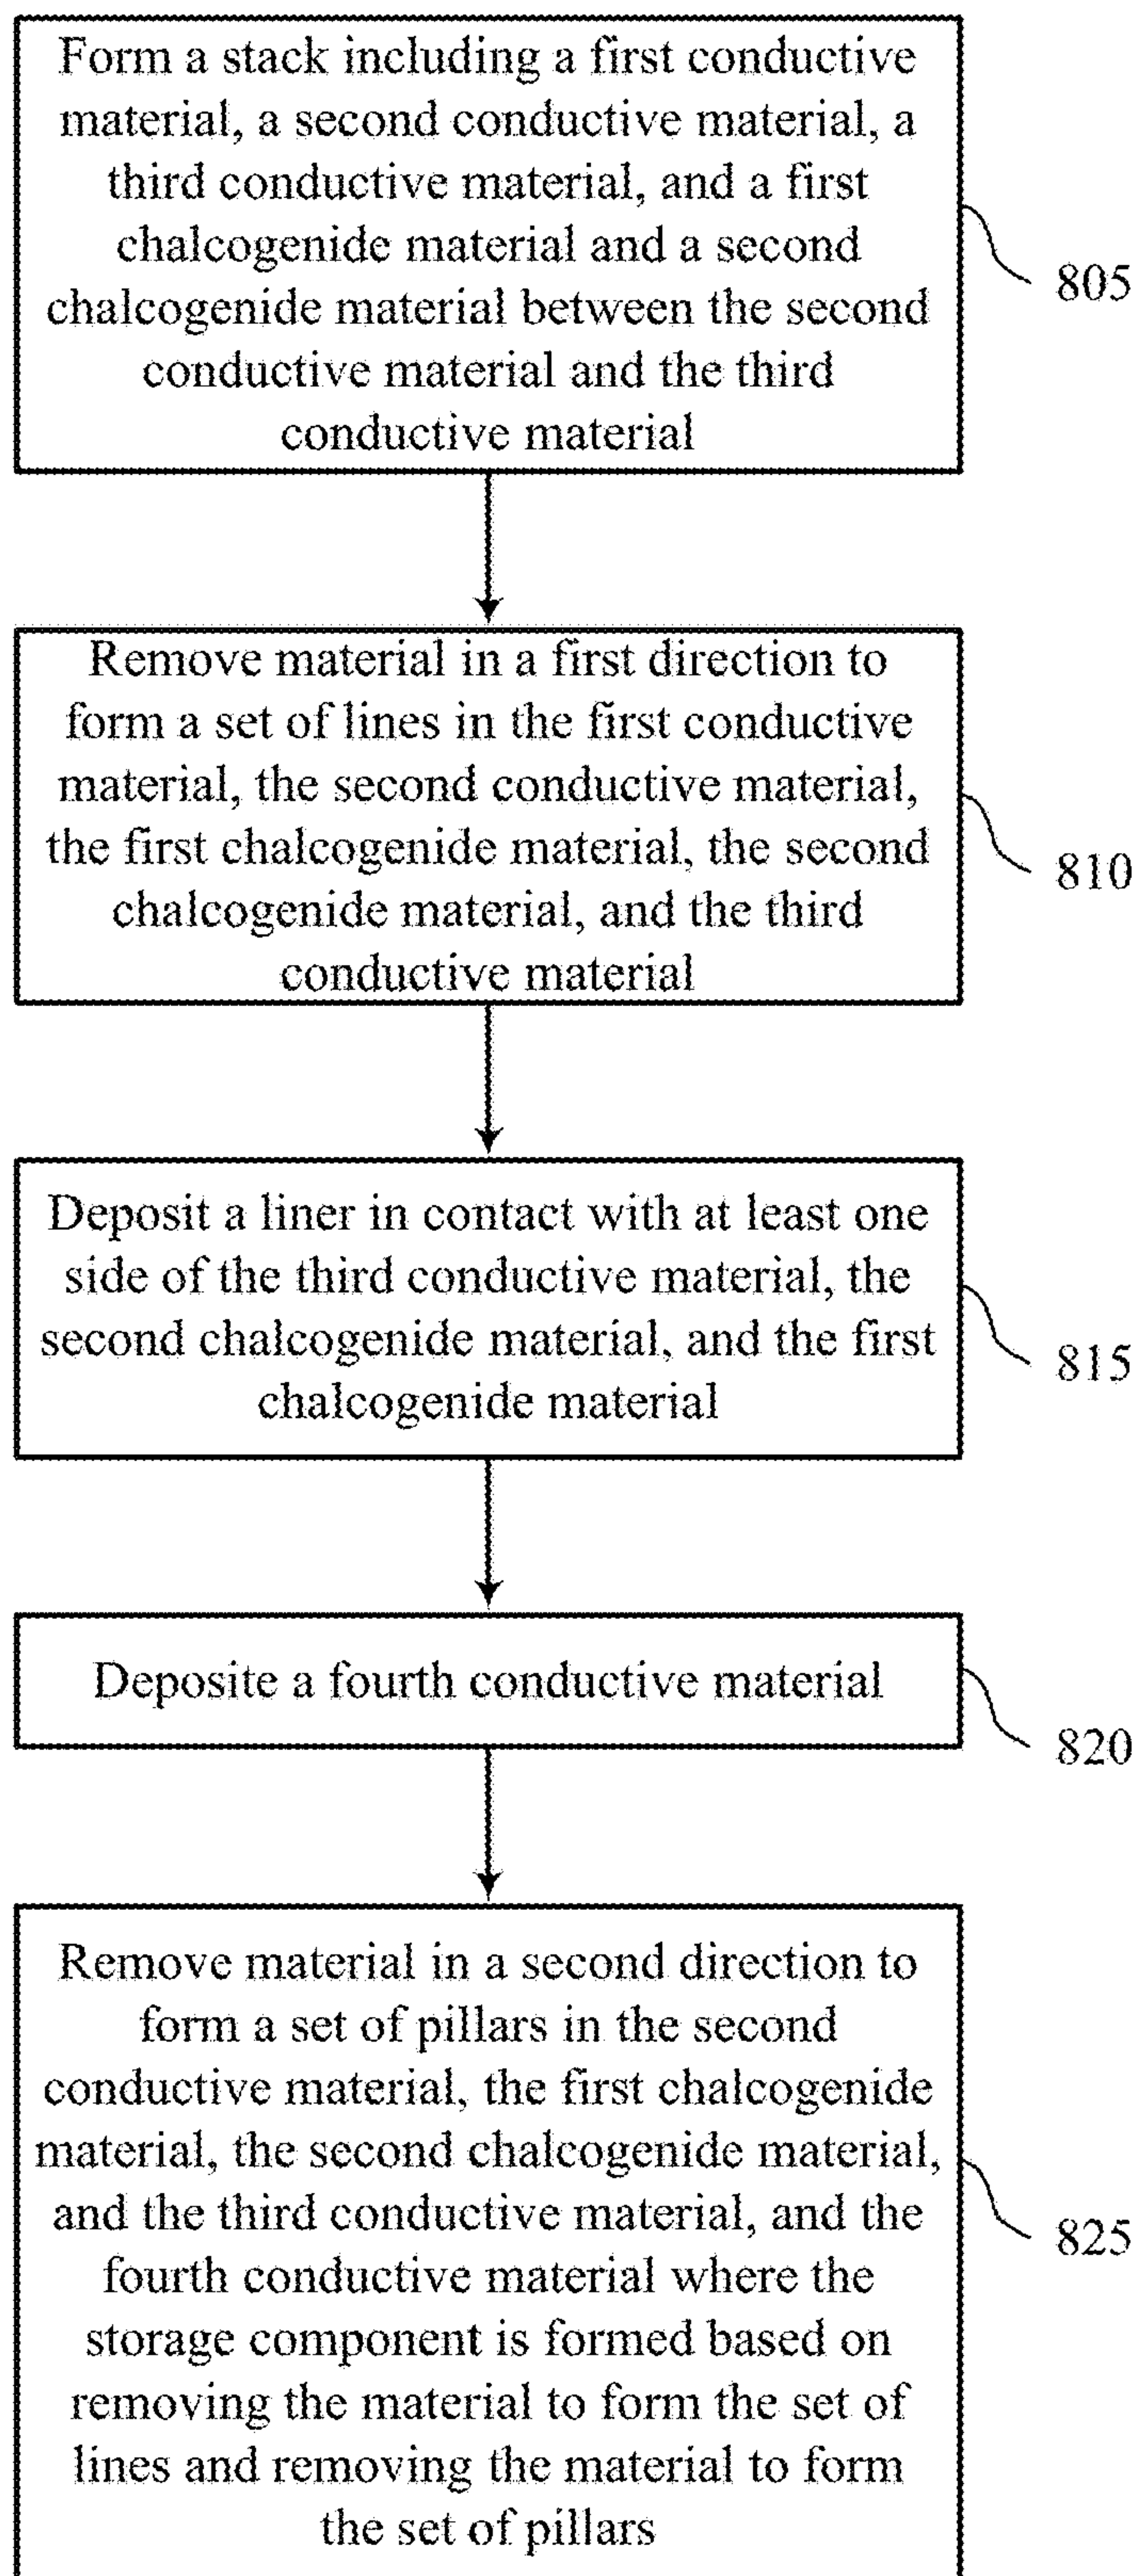 Form a stack including a first conductive
material, a second conductive material, a
third conductive material, and a first
chalcogenide material and a second
chalcogenide material between the second
conductive material and the third
conductive material
805
Remove material in a first direction to
form a set of lines in the first conductive
material, the second conductive material,
the first chalcogenide material, the second
chalcogenide material, and the third
conductive material
810
Deposit a liner in contact with at least one
side of the third conductive material, the
second chalcogenide material, and the first
chalcogenide material
815
Deposite a fourth conductive material
820
Remove material in a second direction to
form a set of pillars in the second
conductive material, the first chalcogenide
material, the second chalcogenide material,
and the third conductive material, and the
fourth conductive material where the
storage component is formed based on
removing the material to form the set of
lines and removing the material to form
the set of pillars
825